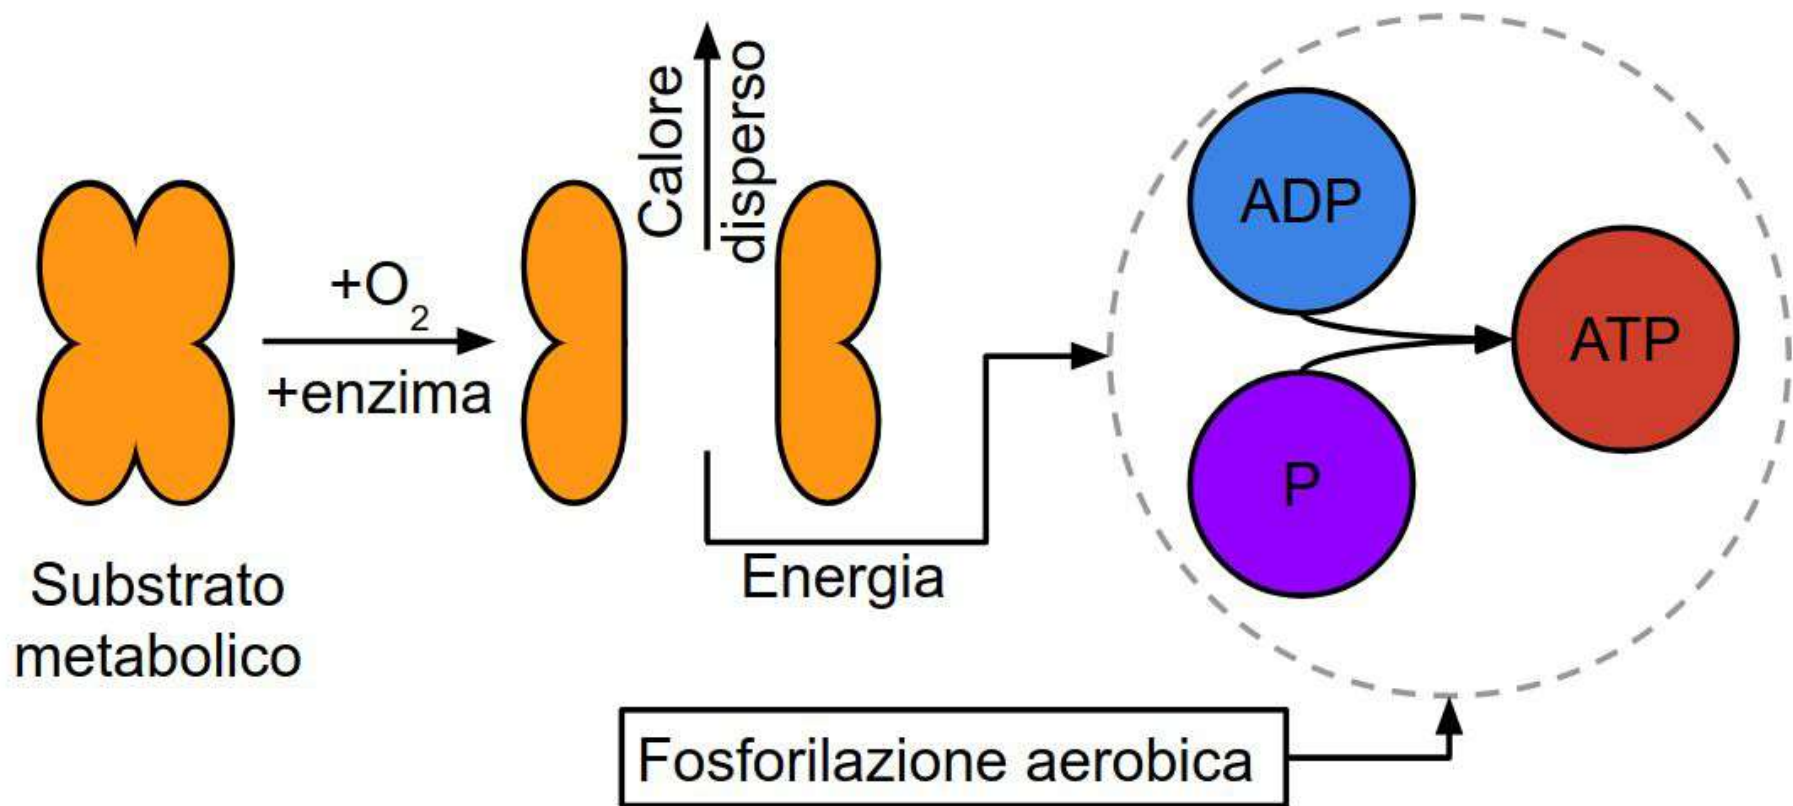 Substrato
metabolico
+O₂
+enzima
Calore
disperso
Energia
ADP
P
ATP
Fosforilazione aerobica